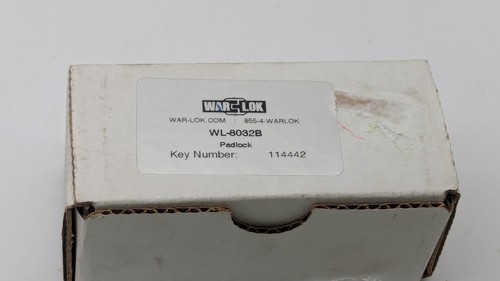 WAR LOK
WAR-LOK.COM | 855-4-WARLOK
WL-8032B
Padlock
Key Number: 114442